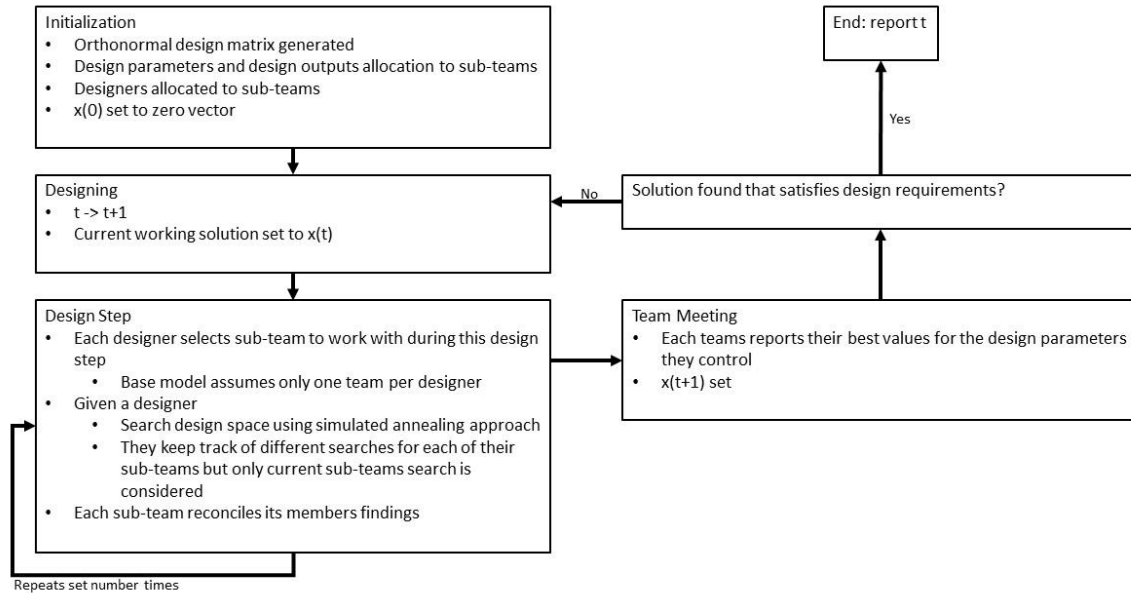 Initialization
• Orthonormal design matrix generated
• Design parameters and design outputs allocation to sub-teams
• Designers allocated to sub-teams
• x(0) set to zero vector
Designing
• t -> t+1
• Current working solution set to x(t)
Design Step
• Each designer selects sub-team to work with during this design
step
• Base model assumes only one team per designer
• Given a designer
• Search design space using simulated annealing approach
• They keep track of different searches for each of their
sub-teams but only current sub-teams search is
considered
• Each sub-team reconciles its members findings
Repeats set number times
Team Meeting
• Each teams reports their best values for the design parameters
they control
• x(t+1) set
Solution found that satisfies design requirements?
No
Yes
End: report t